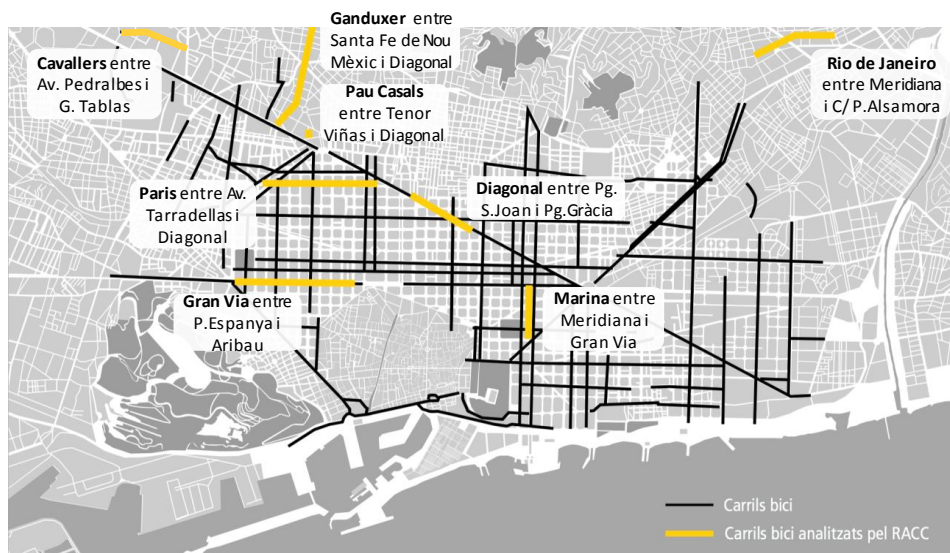 Ganduxer entre
Santa Fe de Nou
Mèxic i Diagonal
Cavallers entre
Av. Pedralbes i
G. Tablas
Rio de Janeiro
entre Meridiana
i C/ P.Alsamora
Pau Casals
entre Tenor
Viñas i Diagonal
Paris entre Av.
Tarradellas i
Diagonal
Diagonal entre Pg.
S.Joan i Pg.Gràcia
Gran Via entre
P.Espanya i
Aribau
Marina entre
Meridiana i
Gran Via
Carrils bici
Carrils bici analitzats pel RACC